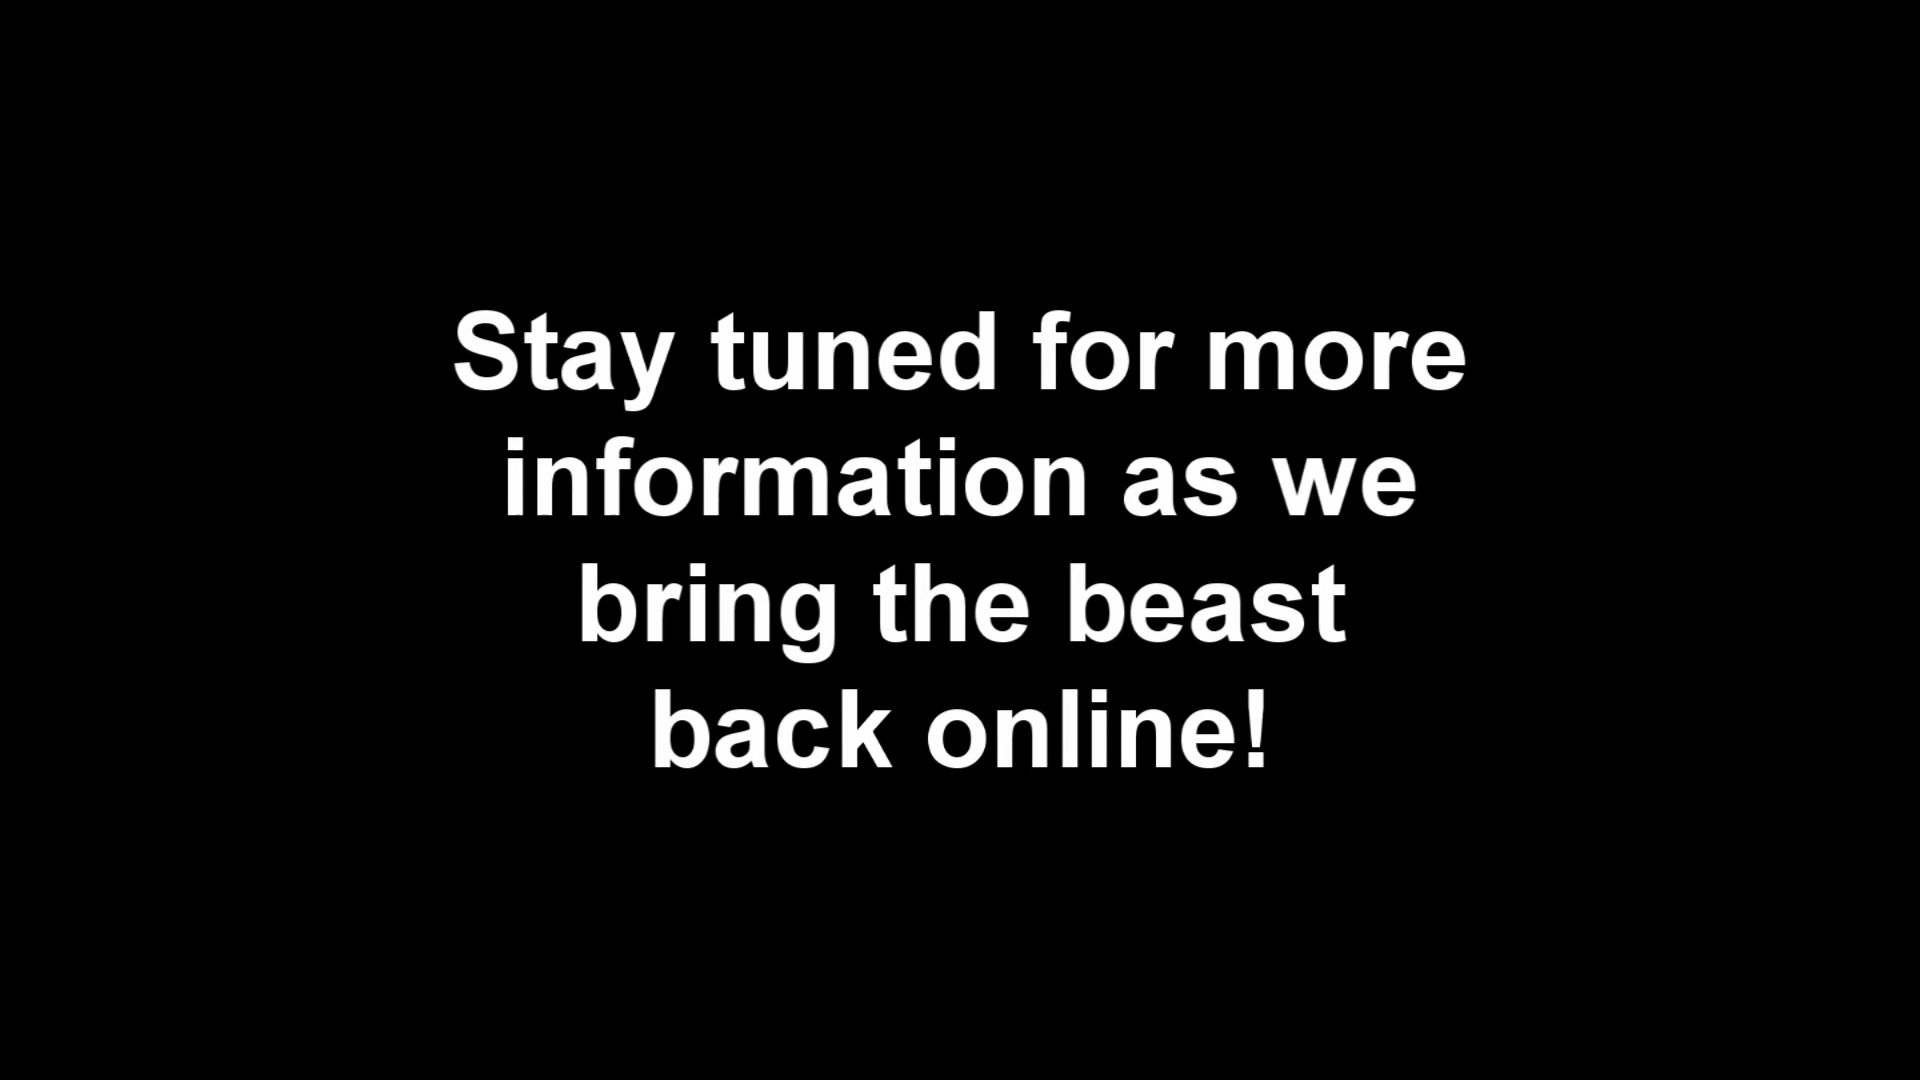 Stay tuned for more
information as we
bring the beast
back online!